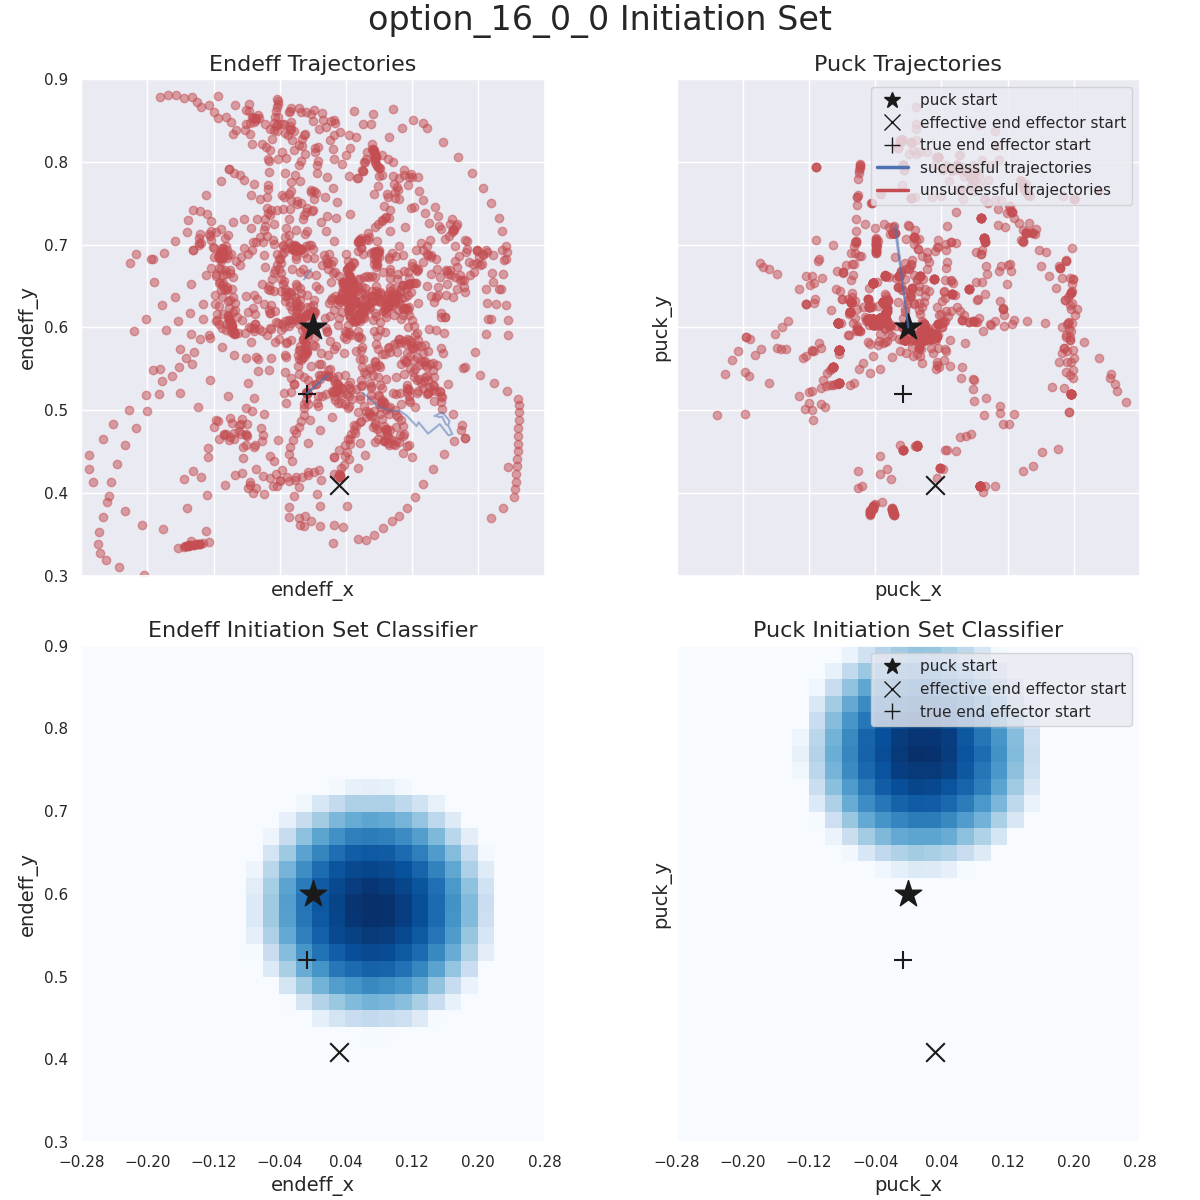 option_16_0_0 Initiation Set
Endeff Trajectories
0.9
0.8
0.7
0.6
0.5
0.4
0.3
endeff_y
endeff_x
Puck Trajectories
puck start
effective end effector start
true end effector start
successful trajectories
unsuccessful trajectories
puck_y
puck_x
Endeff Initiation Set Classifier
0.9
0.8
0.7
0.6
0.5
0.4
0.3
endeff_y
−0.28 −0.20 −0.12 −0.04 0.04 0.12 0.20 0.28
endeff_x
Puck Initiation Set Classifier
puck start
effective end effector start
true end effector start
puck_y
−0.28 −0.20 −0.12 −0.04 0.04 0.12 0.20 0.28
puck_x